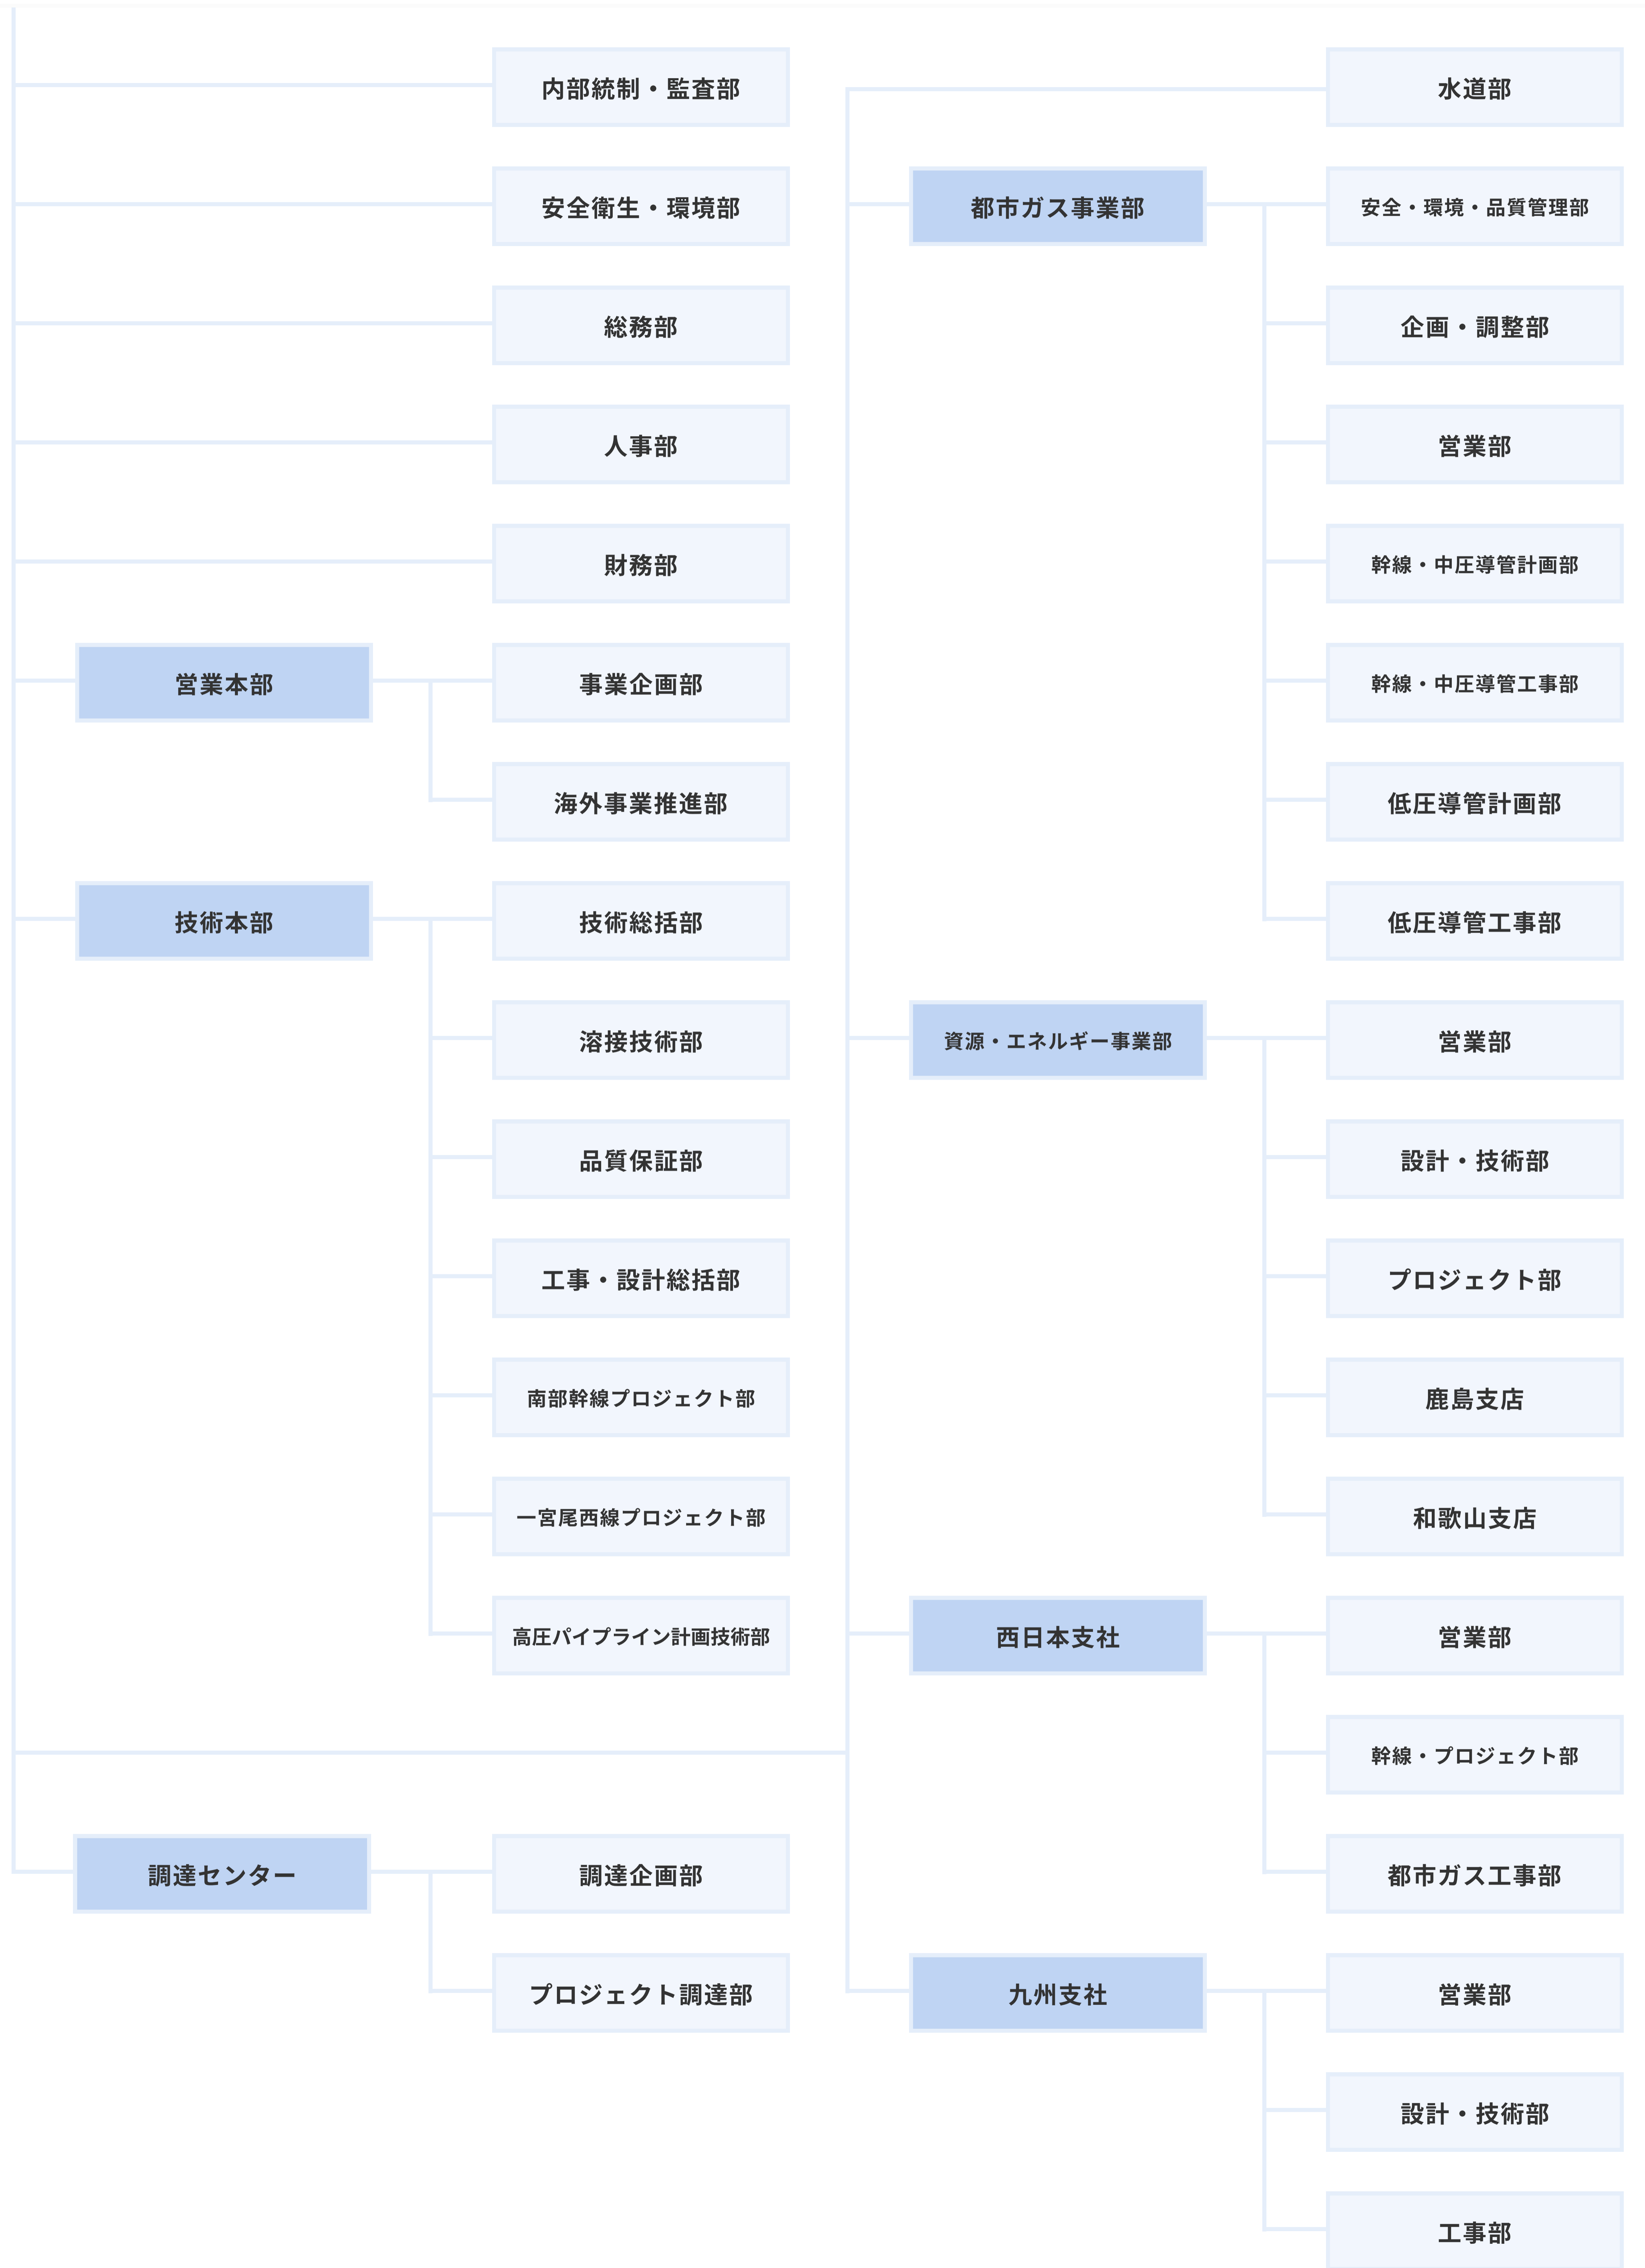 内部統制・監査部
安全衛生・環境部
総務部
人事部
財務部
営業本部
事業企画部
海外事業推進部
技術本部
技術総括部
溶接技術部
品質保証部
工事・設計総括部
南部幹線プロジェクト部
一宮尾西線プロジェクト部
高圧パイプライン計画技術部
調達センター
調達企画部
プロジェクト調達部
水道部
都市ガス事業部
安全・環境・品質管理部
企画・調整部
営業部
幹線・中圧導管計画部
幹線・中圧導管工事部
低圧導管計画部
低圧導管工事部
資源・エネルギー事業部
営業部
設計・技術部
プロジェクト部
鹿島支店
和歌山支店
西日本支社
営業部
幹線・プロジェクト部
都市ガス工事部
九州支社
営業部
設計・技術部
工事部